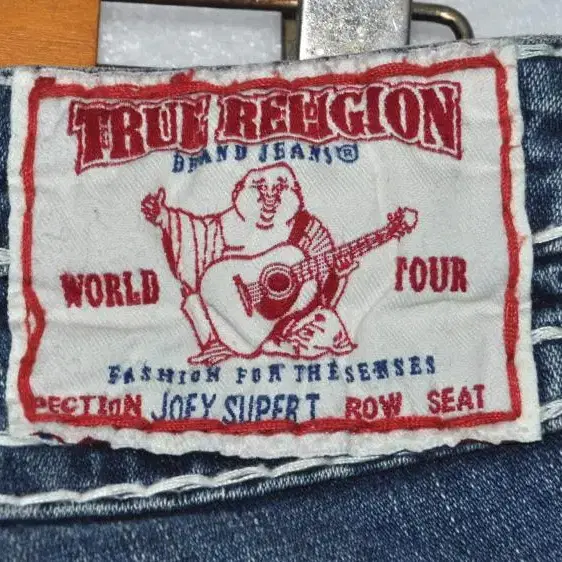 TRUE RELIGION
BRAND JEANS®
WORLD TOUR
FASHION FOR THE SENSES
SECTION JOEY SUPER T ROW SEAT